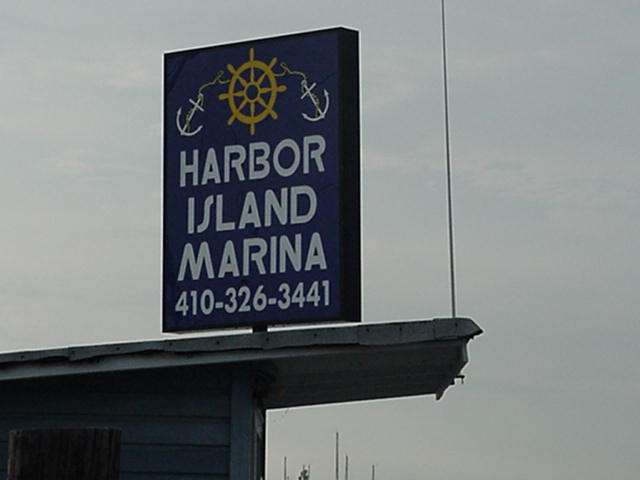 HARBOR
ISLAND
MARINA
410-326-3441